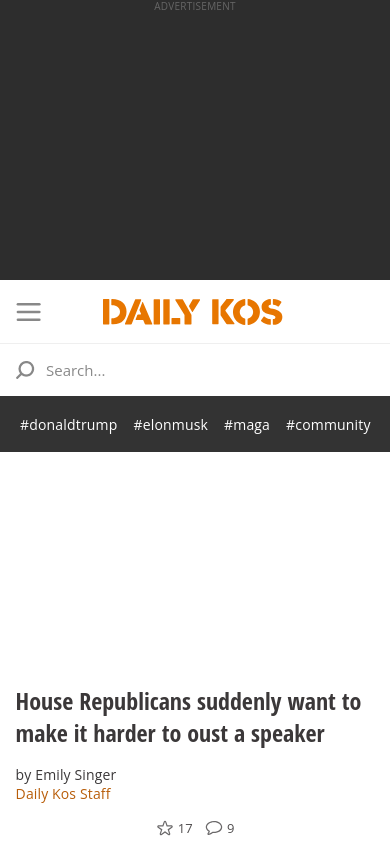 ADVERTISEMENT
DAILY KOS
Search...
#donaldtrump #elonmusk #maga #community
House Republicans suddenly want to
make it harder to oust a speaker
by Emily Singer
Daily Kos Staff
17 9